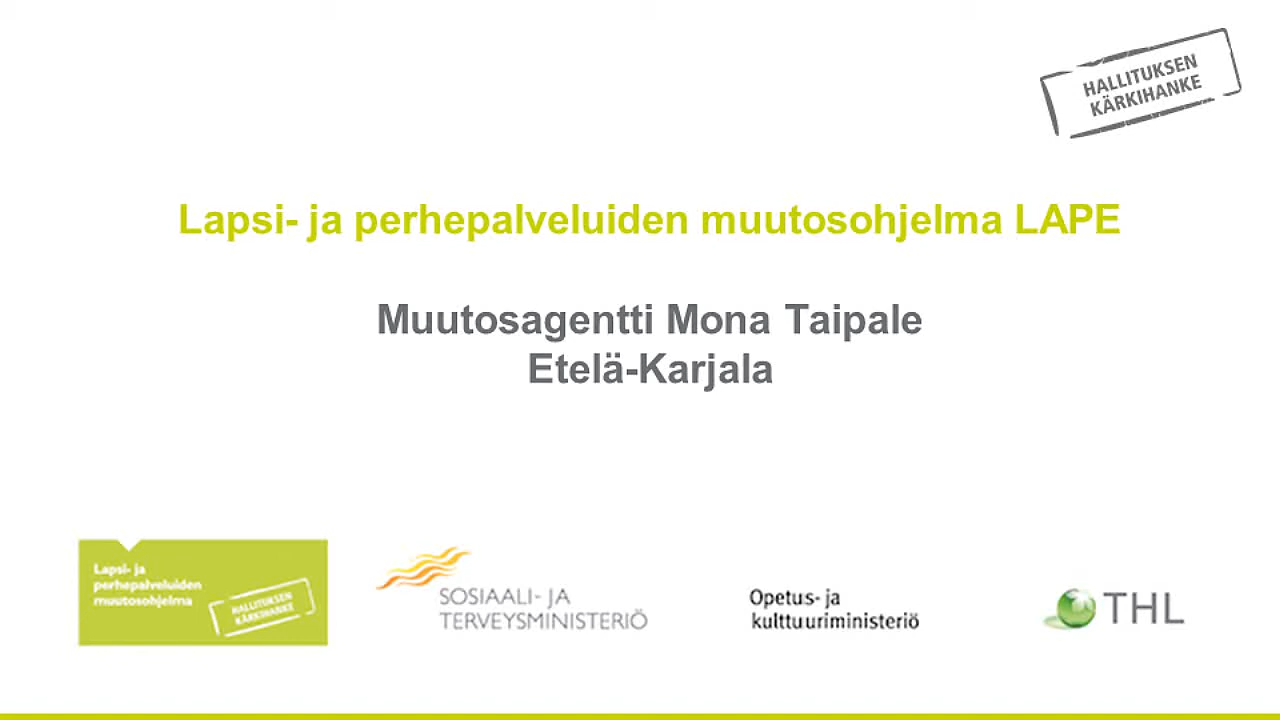 HALLITUKSEN
KÄRKIHANKE
Lapsi- ja perhepalveluiden muutosohjelma LAPE
Muutosagentti Mona Taipale
Etelä-Karjala
Lapsi- ja
perhepalveluiden
muutosohjelma
HALLITUKSEN
KÄRKIHANKE
SOSIAALI- JA
TERVEYSMINISTERIÖ
Opetus- ja
kulttuuriministeriö
THL